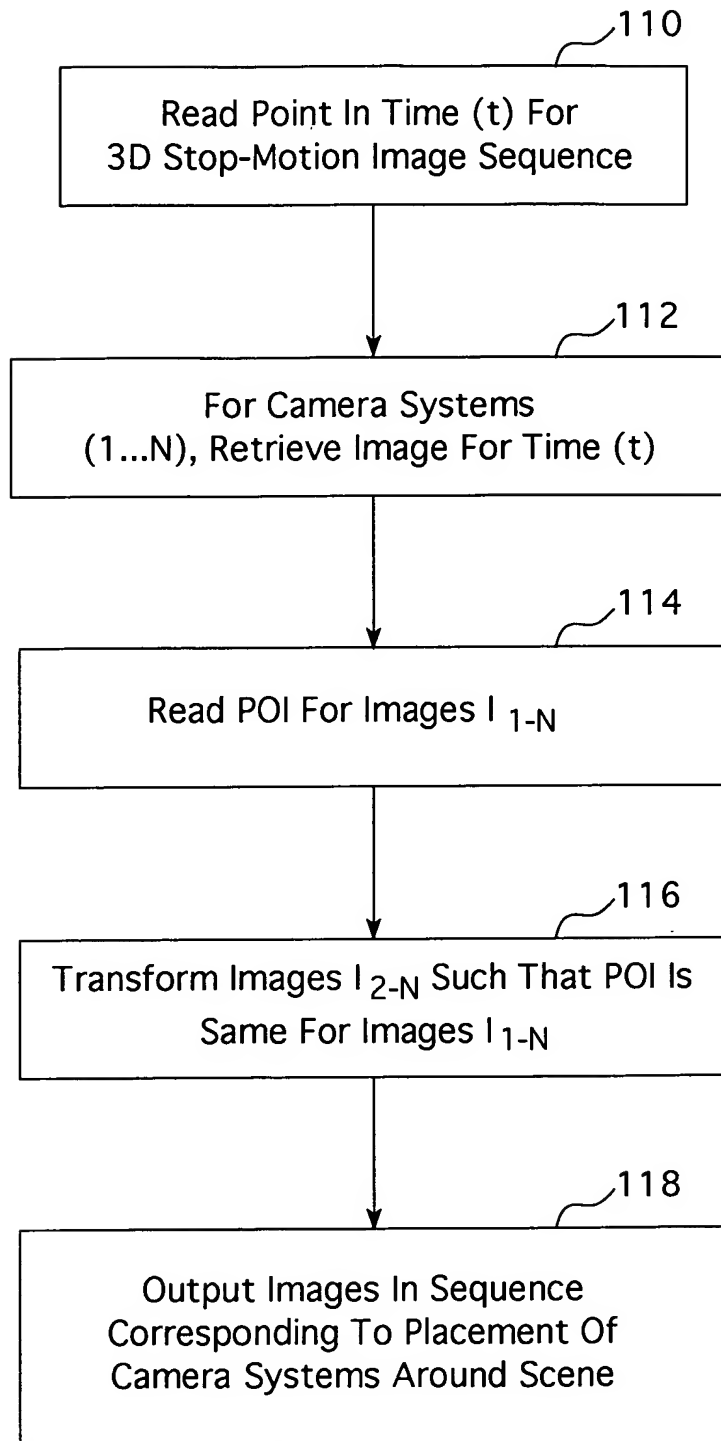 110
Read Point In Time (t) For
3D Stop-Motion Image Sequence
112
For Camera Systems
(1...N), Retrieve Image For Time (t)
114
Read POI For Images I 1-N
116
Transform Images I 2-N Such That POI Is
Same For Images I 1-N
118
Output Images In Sequence
Corresponding To Placement Of
Camera Systems Around Scene